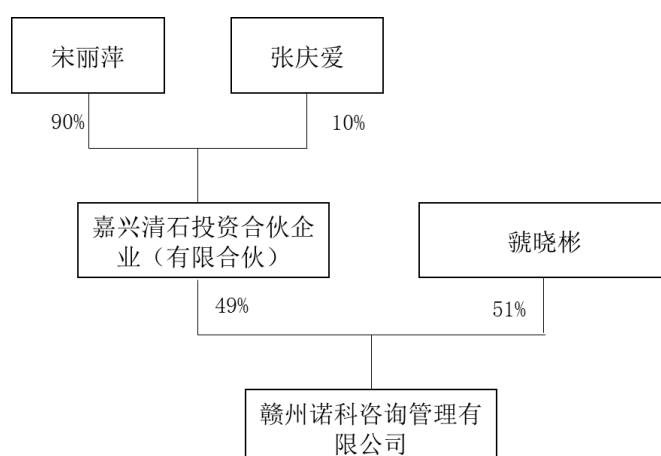 宋丽萍
张庆爱
90%
10%
嘉兴清石投资合伙企
业（有限合伙）
虢晓彬
49%
51%
赣州诺科咨询管理有
限公司